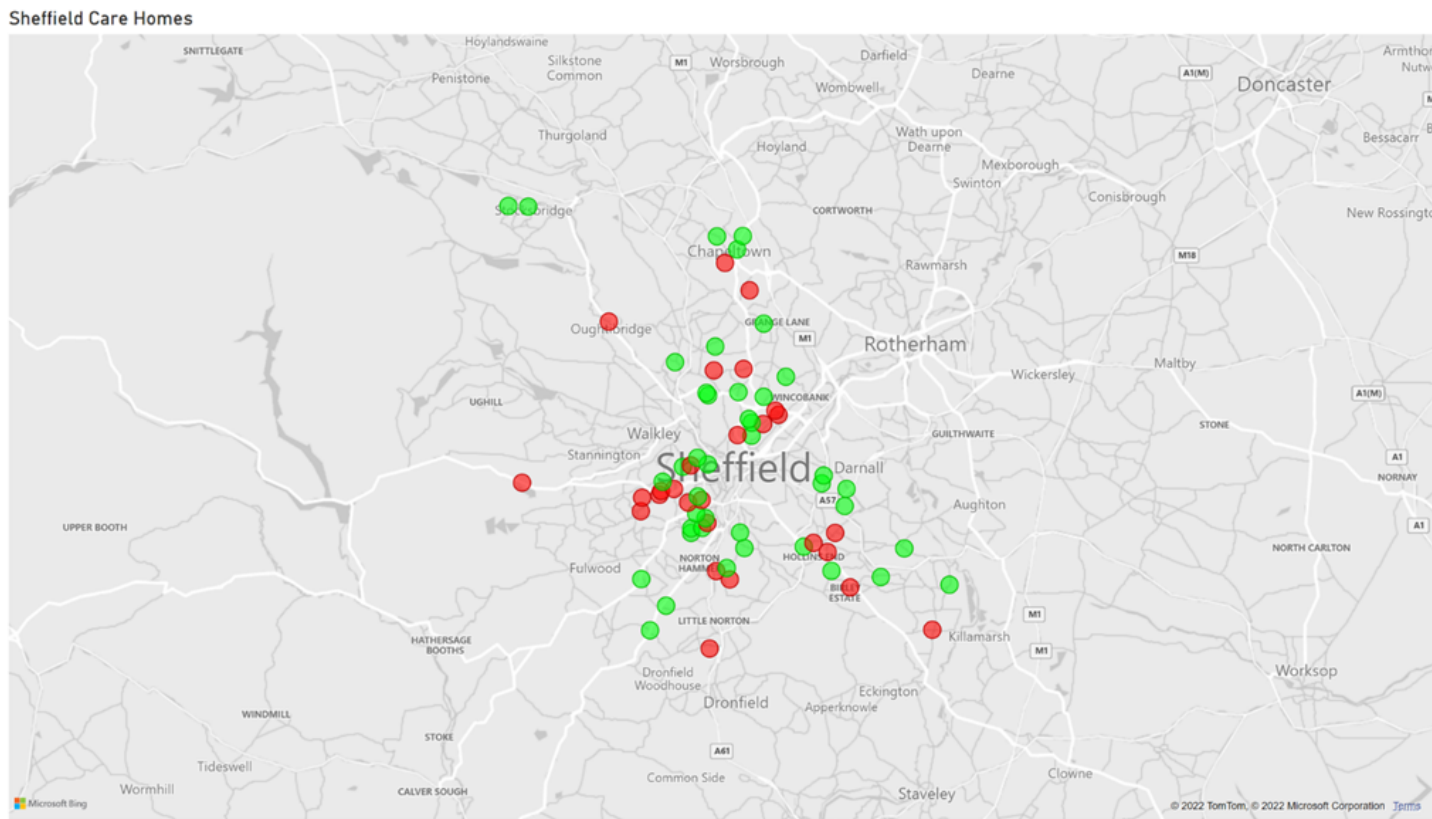 Sheffield Care Homes
SNITTLEGATE
Hoylandswaine
Silkstone
Common
Penistone
M1
Worsbrough
Darfield
Dearne
Wombwell
A1(M)
Doncaster
Thurgoland
Hoyland
Wath upon
Dearne
Mexborough
Swinton
Conisbrough
Bessacarr
CORTWORTH
New Rossington
Chapeltown
Rawmarsh
M18
GRANGE LANE
M1
Rotherham
Maltby
Wickersley
A1(M)
UGHILL
WINCOBANK
Walkley
Stannington
GUILTHWAITE
STONE
Sheffield
Darnall
A1
NORNAY
A57
Aughton
A1
UPPER BOOTH
NORTON
HAMMER
Fulwood
NORTH CARLTON
ESTATE
M1
LITTLE NORTON
Killamarsh
HATHERSAGE
BOOTHS
M1
Dronfield
Woodhouse
Worksop
Eckington
Apperknowle
Dronfield
WINDMILL
STOKE
A61
Tideswell
Common Side
Clowne
Wormhill
CALVER SOUGH
Staveley
Microsoft Bing
© 2022 TomTom, © 2022 Microsoft Corporation Terms